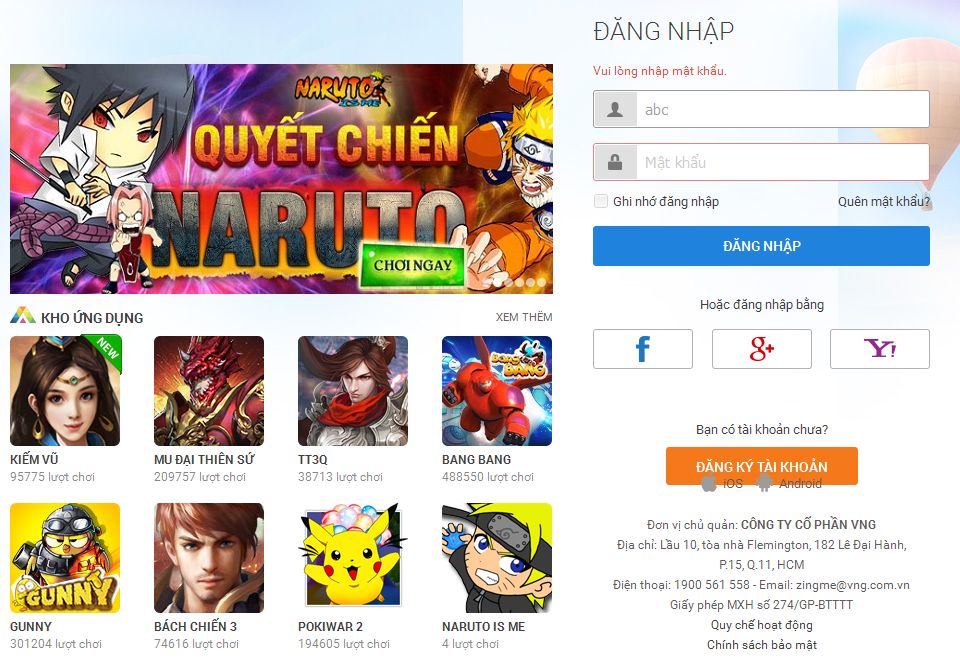 NARUTO
IS ME
QUYẾT CHIẾN
NARUTO
CHƠI NGAY
KHO ỨNG DỤNG
XEM THÊM
NEW
BANG BANG
KIẾM VŨ
95775 lượt chơi
MU ĐẠI THIÊN SỨ
209757 lượt chơi
TT3Q
38713 lượt chơi
BANG BANG
488550 lượt chơi
GUNNY
GUNNY
301204 lượt chơi
BÁCH CHIẾN 3
74616 lượt chơi
POKIWAR 2
194605 lượt chơi
NARUTO IS ME
4 lượt chơi
ĐĂNG NHẬP
Vui lòng nhập mật khẩu.
abc
Mật khẩu
Ghi nhớ đăng nhập
Quên mật khẩu?
ĐĂNG NHẬP
Hoặc đăng nhập bằng
f
g+
Y!
Bạn có tài khoản chưa?
ĐĂNG KÝ TÀI KHOẢN
iOS
Android
Đơn vị chủ quản: CÔNG TY CỔ PHẦN VNG
Địa chỉ: Lầu 10, tòa nhà Flemington, 182 Lê Đại Hành,
P.15, Q.11, HCM
Điện thoại: 1900 561 558 - Email: zingme@vng.com.vn
Giấy phép MXH số 274/GP-BTTTT
Quy chế hoạt động
Chính sách bảo mật